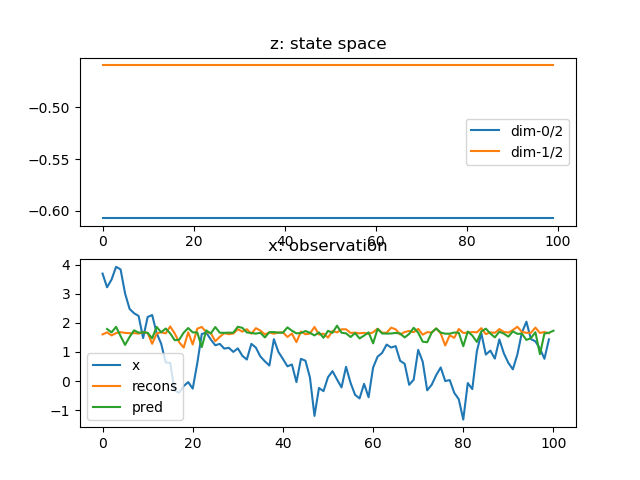 z: state space
−0.50
−0.55
−0.60
dim-0/2
dim-1/2
0 20 40 60 80 100
x: observation
4
3
2
1
0
−1
x
recons
pred
0 20 40 60 80 100